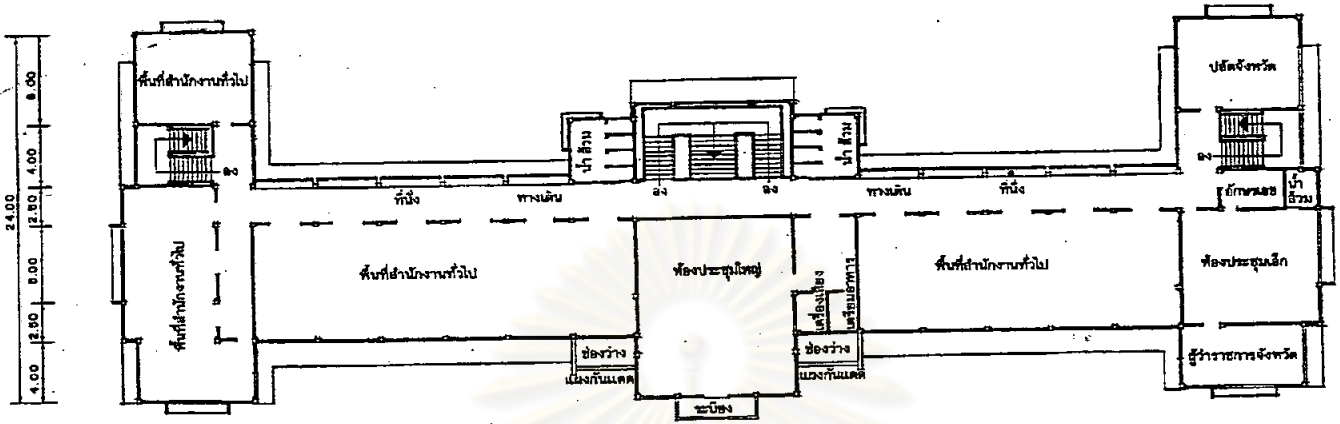 พื้นที่สำนักงานทั่วไป
ปลัดจังหวัด
6.00
4.00
2.50
24.00
2.50
4.00
น้ำ ส้วม
น้ำ ส้วม
ลง
ลง
ที่นั่ง
ทางเดิน
ลง
ลง
ทางเดิน
ที่นั่ง
น้ำ
ส้วม
พื้นที่สำนักงานทั่วไป
พื้นที่สำนักงานทั่วไป
ห้องประชุมใหญ่
เครื่องเสียง
เตรียมอาหาร
พื้นที่สำนักงานทั่วไป
ห้องประชุมเล็ก
ช่องว่าง
แผงกันแดด
ช่องว่าง
แผงกันแดด
ผู้ว่าราชการจังหวัด
ระเบียง